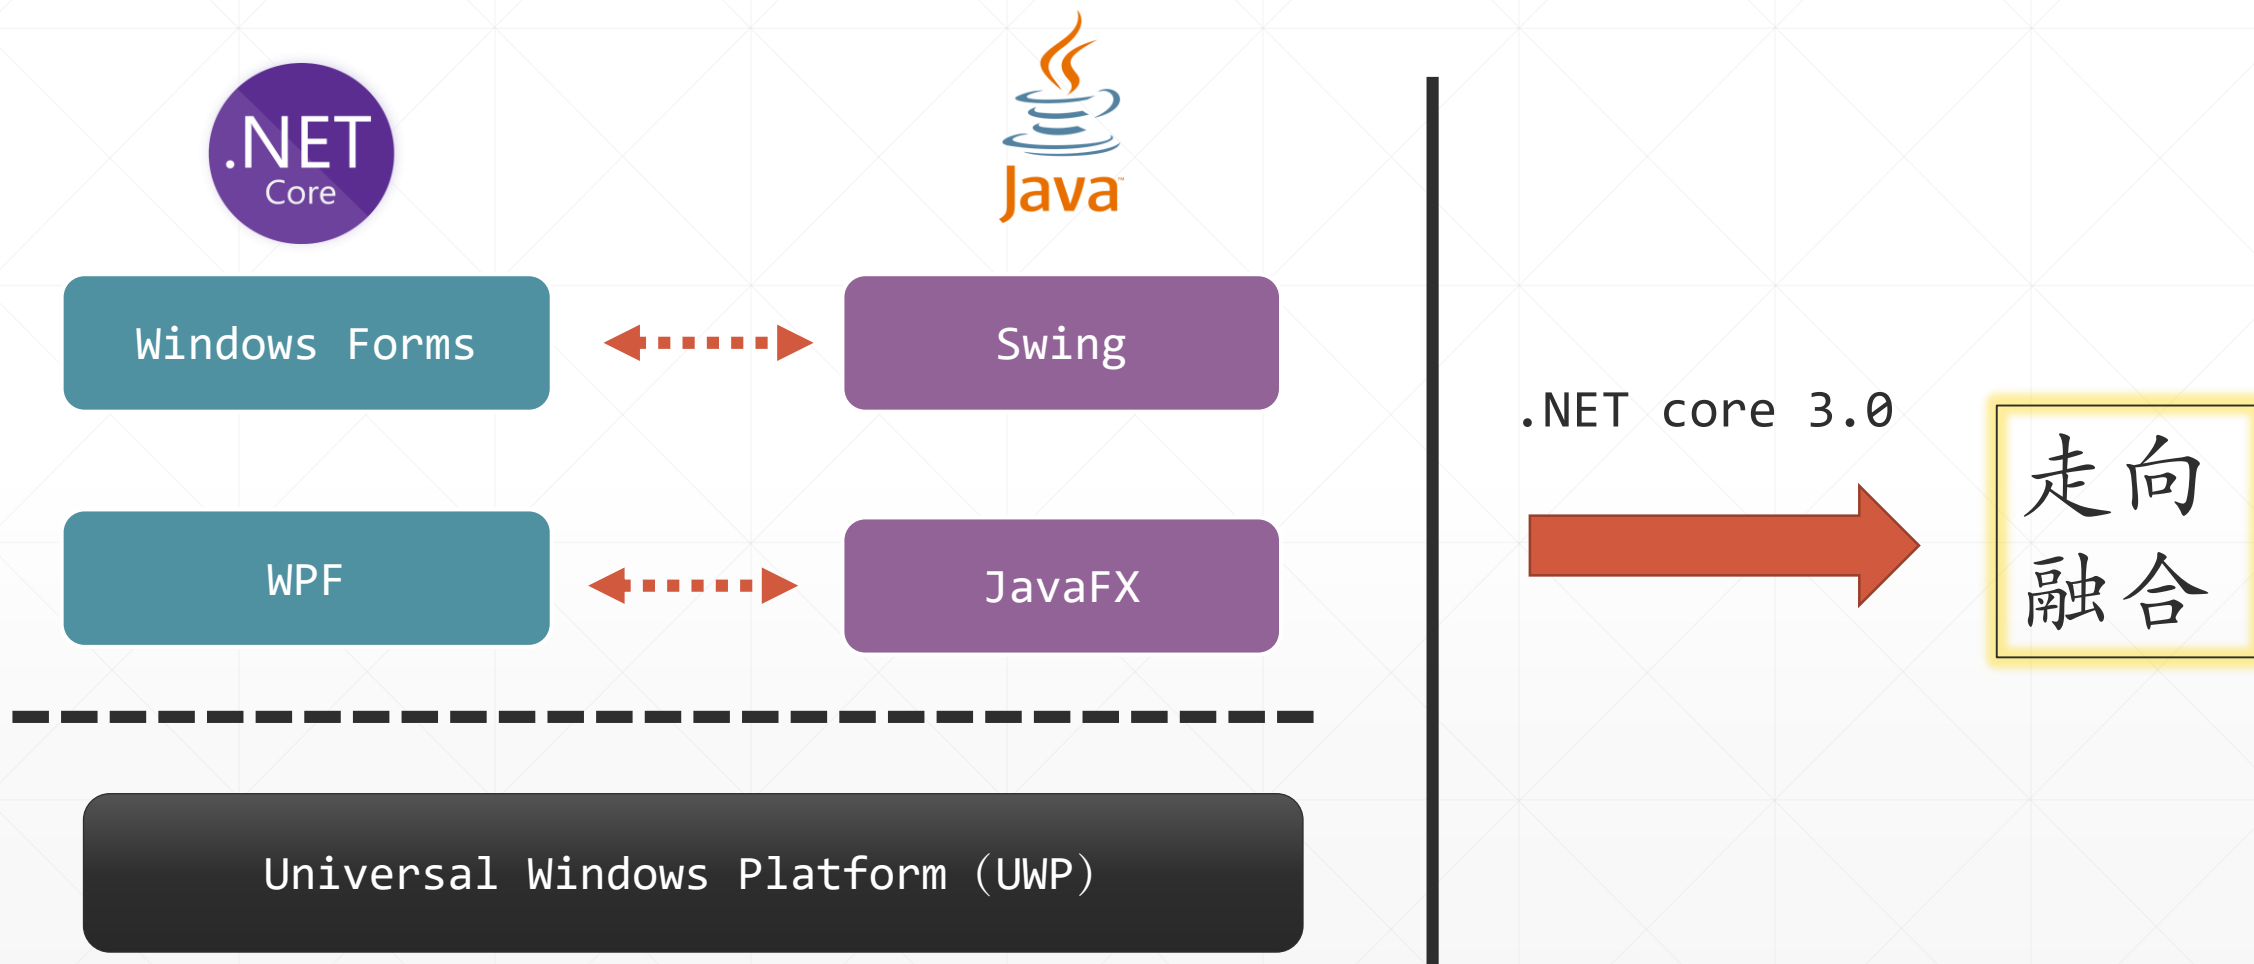 .NET
Core
Java™
Windows Forms
Swing
WPF
JavaFX
Universal Windows Platform（UWP）
.NET core 3.0
走向
融合